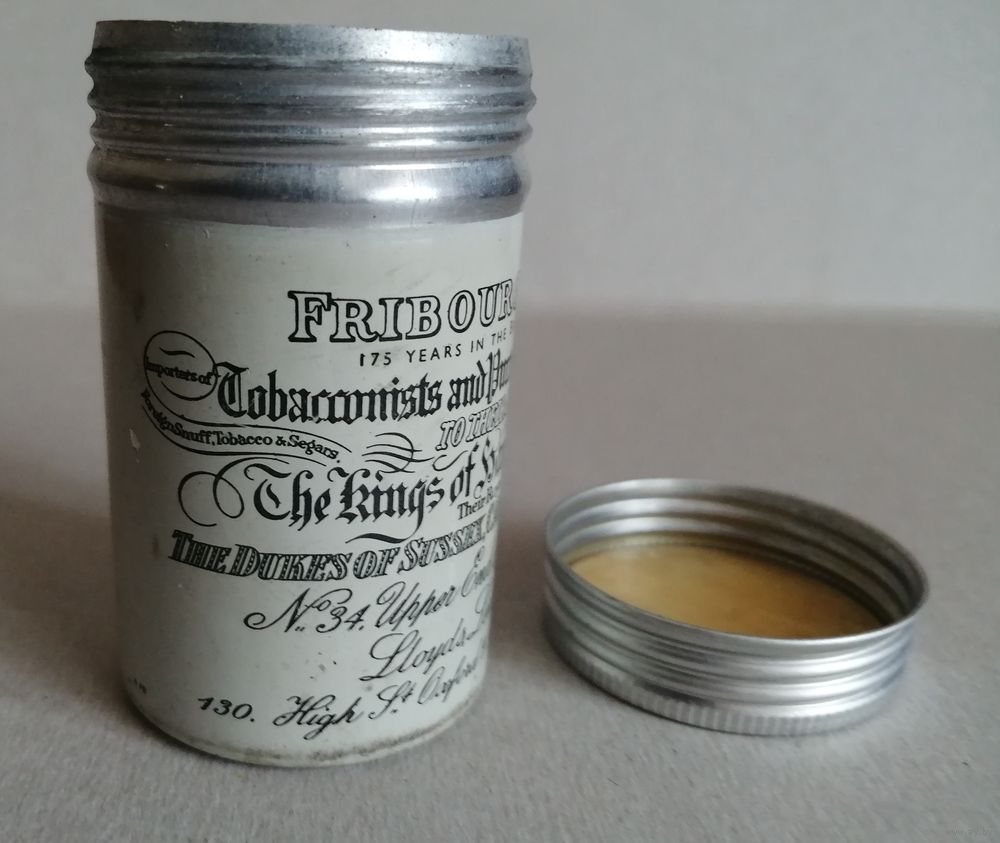 FRIBOUR
175 YEARS IN THE
Importers of
Tobacconists and
Foreign Snuff, Tobacco & Segars.
TO THE
The Kings of
Their
THE DUKES OF SUSSEX,
No. 34. Upper
Lloyds
130. High St. Oxford